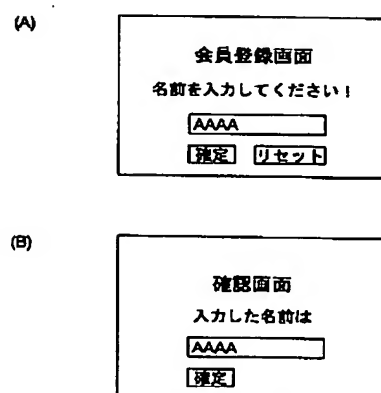 (A)
会員登録画面
名前を入力してください！
AAAA
確定 リセット
(B)
確認画面
入力した名前は
AAAA
確定